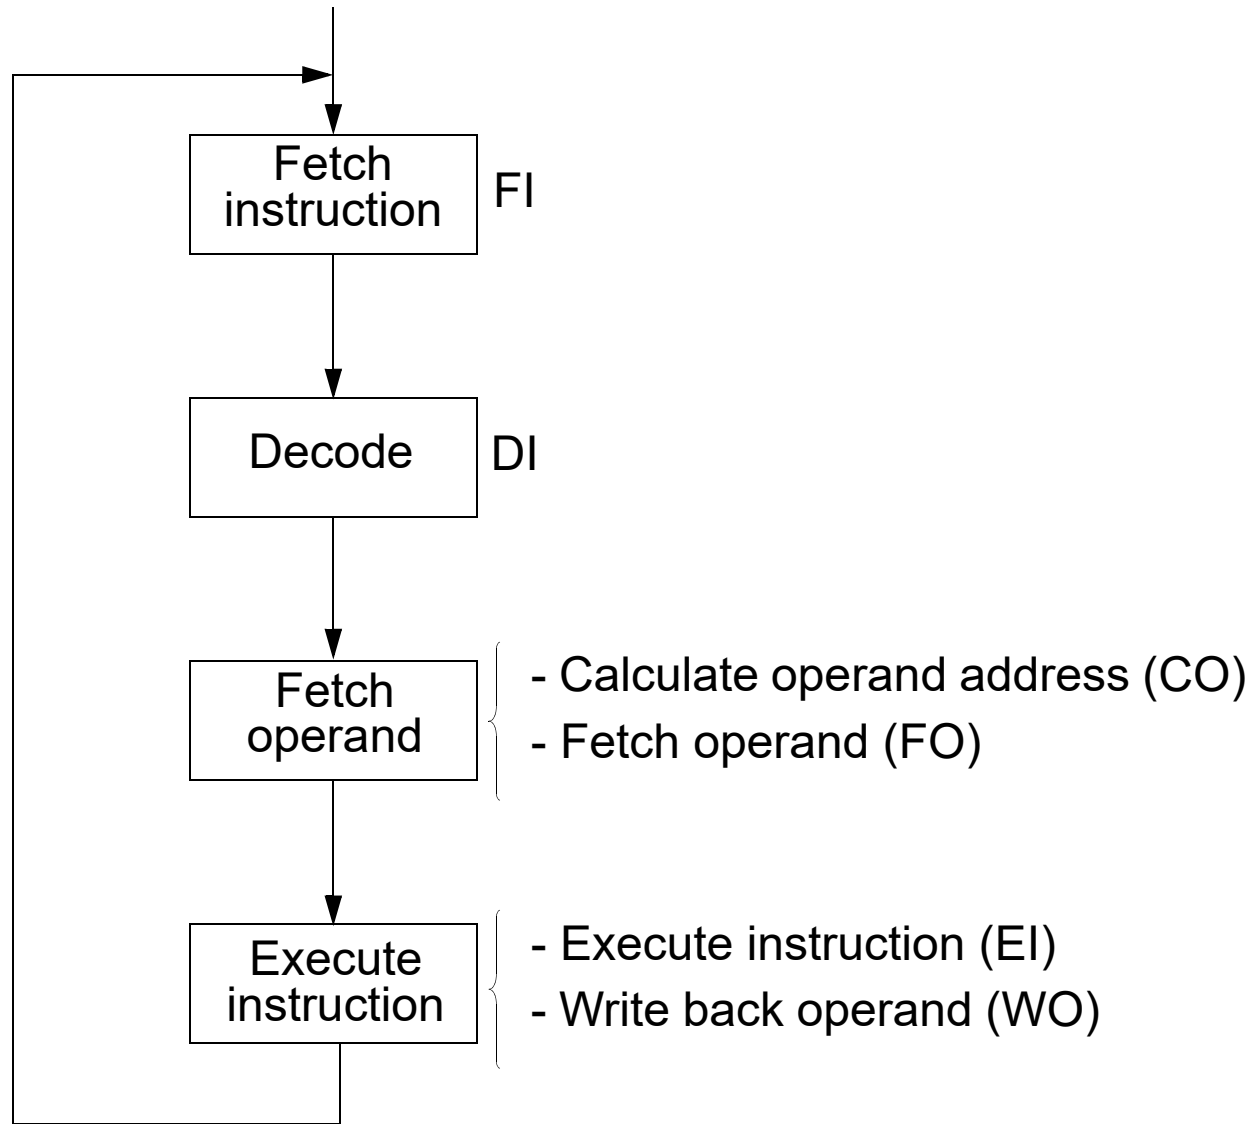 Fetch
instruction
FI
Decode
DI
Fetch
operand
- Calculate operand address (CO)
- Fetch operand (FO)
Execute
instruction
- Execute instruction (EI)
- Write back operand (WO)